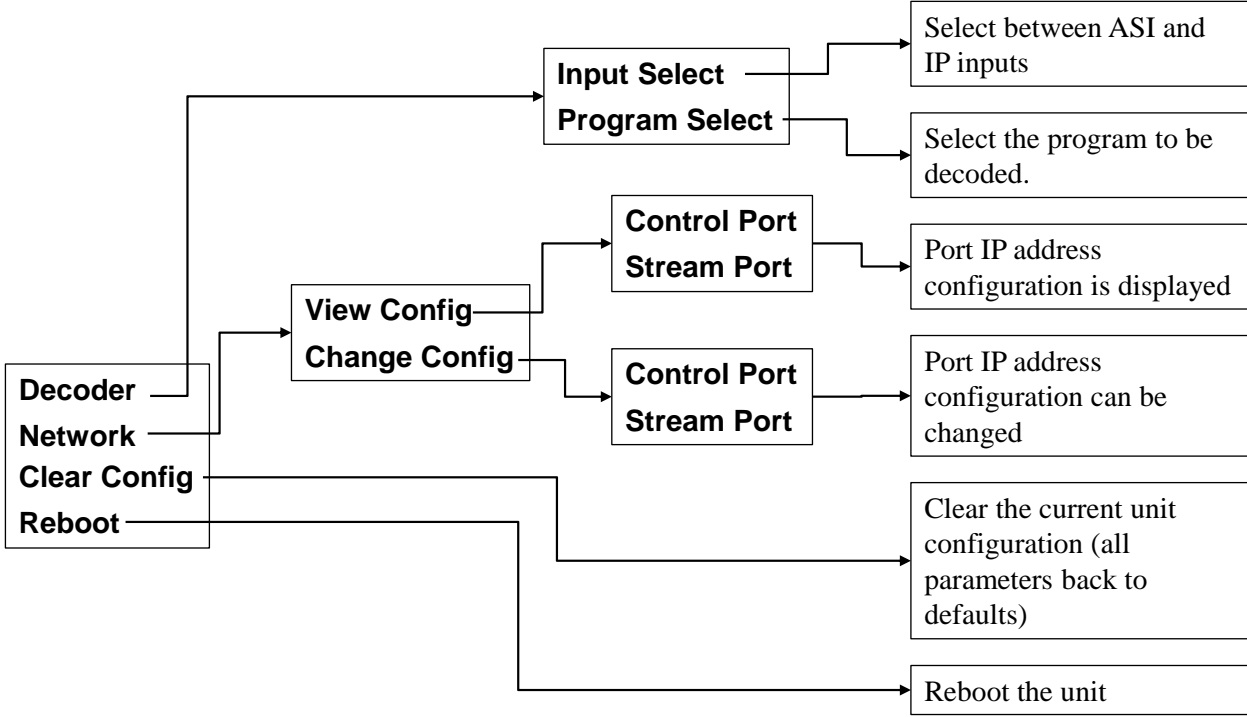 Decoder
Network
Clear Config
Reboot
Input Select
Program Select
View Config
Change Config
Control Port
Stream Port
Control Port
Stream Port
Select between ASI and
IP inputs
Select the program to be
decoded.
Port IP address
configuration is displayed
Port IP address
configuration can be
changed
Clear the current unit
configuration (all
parameters back to
defaults)
Reboot the unit